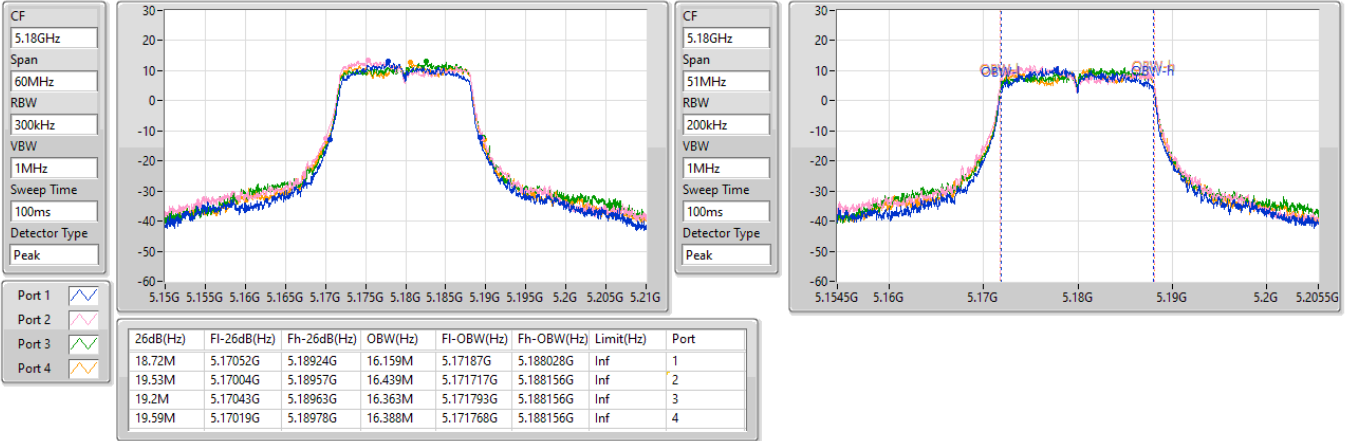 CF
5.18GHz
Span
60MHz
RBW
300kHz
VBW
1MHz
Sweep Time
100ms
Detector Type
Peak
Port 1
Port 2
Port 3
Port 4
30
20
10
0
-10
-20
-30
-40
-50
-60
5.15G 5.155G 5.16G 5.165G 5.17G 5.175G 5.18G 5.185G 5.19G 5.195G 5.2G 5.205G 5.21G
CF
5.18GHz
Span
51MHz
RBW
200kHz
VBW
1MHz
Sweep Time
100ms
Detector Type
Peak
30
20
10
0
-10
-20
-30
-40
-50
-60
OBW-h
5.1545G 5.16G 5.17G 5.18G 5.19G 5.2G 5.2055G
26dB(Hz) Fl-26dB(Hz) Fh-26dB(Hz) OBW(Hz) Fl-OBW(Hz) Fh-OBW(Hz) Limit(Hz) Port
18.72M 5.17052G 5.18924G 16.159M 5.17187G 5.188028G Inf 1
19.53M 5.17004G 5.18957G 16.439M 5.171717G 5.188156G Inf 2
19.2M 5.17043G 5.18963G 16.363M 5.171793G 5.188156G Inf 3
19.59M 5.17019G 5.18978G 16.388M 5.171768G 5.188156G Inf 4